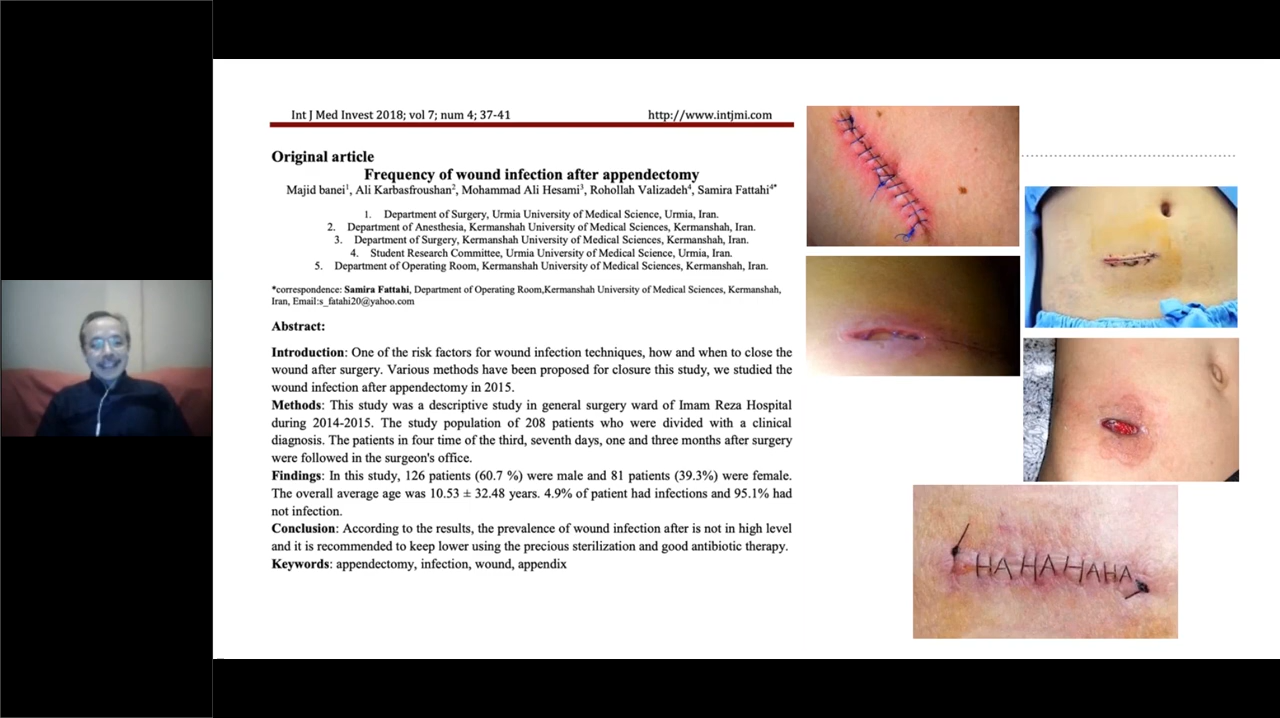 Int J Med Invest 2018; vol 7; num 4; 37-41 http://www.intjmi.com
Original article
Frequency of wound infection after appendectomy
Majid banei1, Ali Karbasfroushan2, Mohammad Ali Hesami3, Rohollah Valizadeh4, Samira Fattahi4*
1. Department of Surgery, Urmia University of Medical Science, Urmia, Iran.
2. Department of Anesthesia, Kermanshah University of Medical Sciences, Kermanshah, Iran.
3. Department of Surgery, Kermanshah University of Medical Sciences, Kermanshah, Iran.
4. Student Research Committee, Urmia University of Medical Sciences, Urmia, Iran.
5. Department of Operating Room, Kermanshah University of Medical Sciences, Kermanshah, Iran.
*correspondence: Samira Fattahi, Department of Operating Room,Kermanshah University of Medical Sciences, Kermanshah,
Iran, Email:s_fatahi20@yahoo.com
Abstract:
Introduction: One of the risk factors for wound infection techniques, how and when to close the
wound after surgery. Various methods have been proposed for closure this study, we studied the
wound infection after appendectomy in 2015.
Methods: This study was a descriptive study in general surgery ward of Imam Reza Hospital
during 2014-2015. The study population of 208 patients who were divided with a clinical
diagnosis. The patients in four time of the third, seventh days, one and three months after surgery
were followed in the surgeon's office.
Findings: In this study, 126 patients (60.7 %) were male and 81 patients (39.3%) were female.
The overall average age was 10.53 ± 32.48 years. 4.9% of patient had infections and 95.1% had
not infection.
Conclusion: According to the results, the prevalence of wound infection after is not in high level
and it is recommended to keep lower using the precious sterilization and good antibiotic therapy.
Keywords: appendectomy, infection, wound, appendix
HA HA HAHA